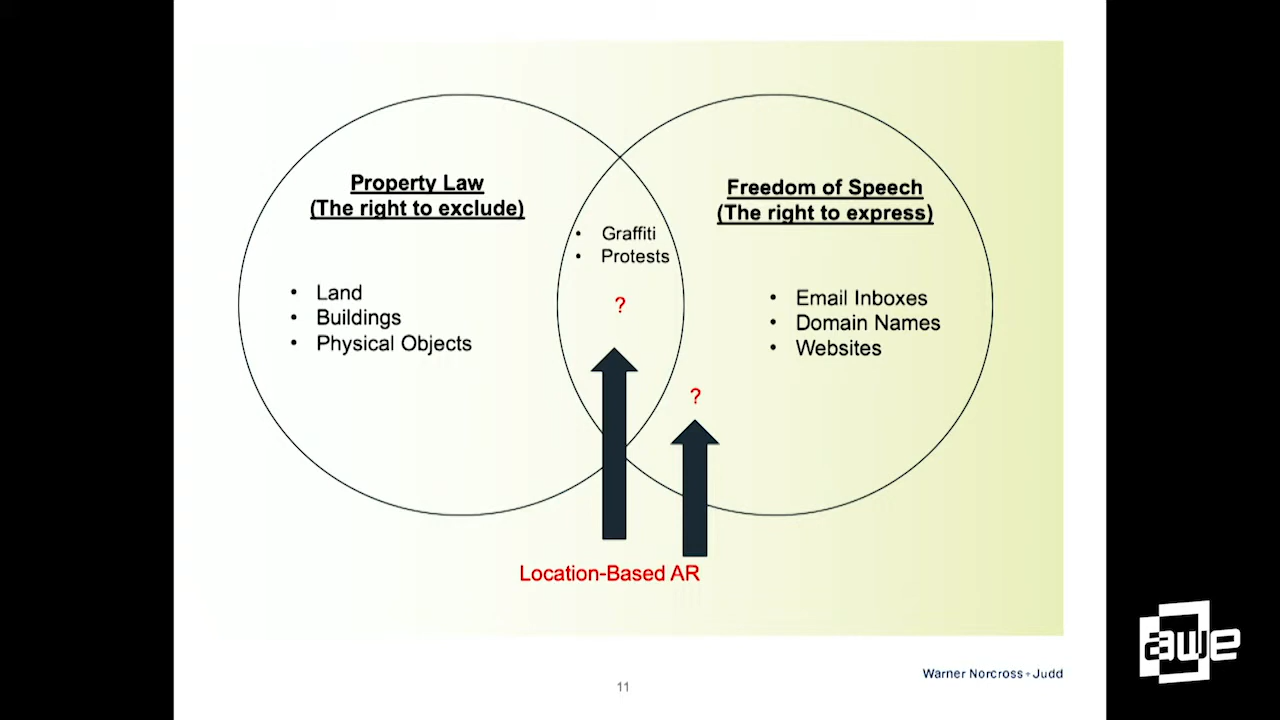 Property Law
(The right to exclude)
• Land
• Buildings
• Physical Objects
• Graffiti
• Protests
?
?
Freedom of Speech
(The right to express)
• Email Inboxes
• Domain Names
• Websites
Location-Based AR
Warner Norcross+Judd
11
awe